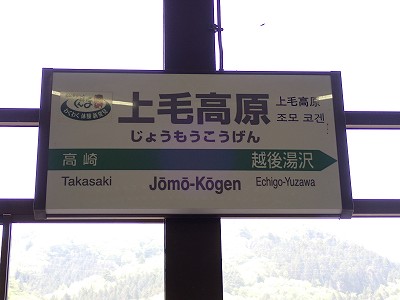 上毛高原
じょうもうこうげん
上毛高原
조모 코겐
高崎
越後湯沢
Takasaki
Jōmō-Kōgen
Echigo-Yuzawa